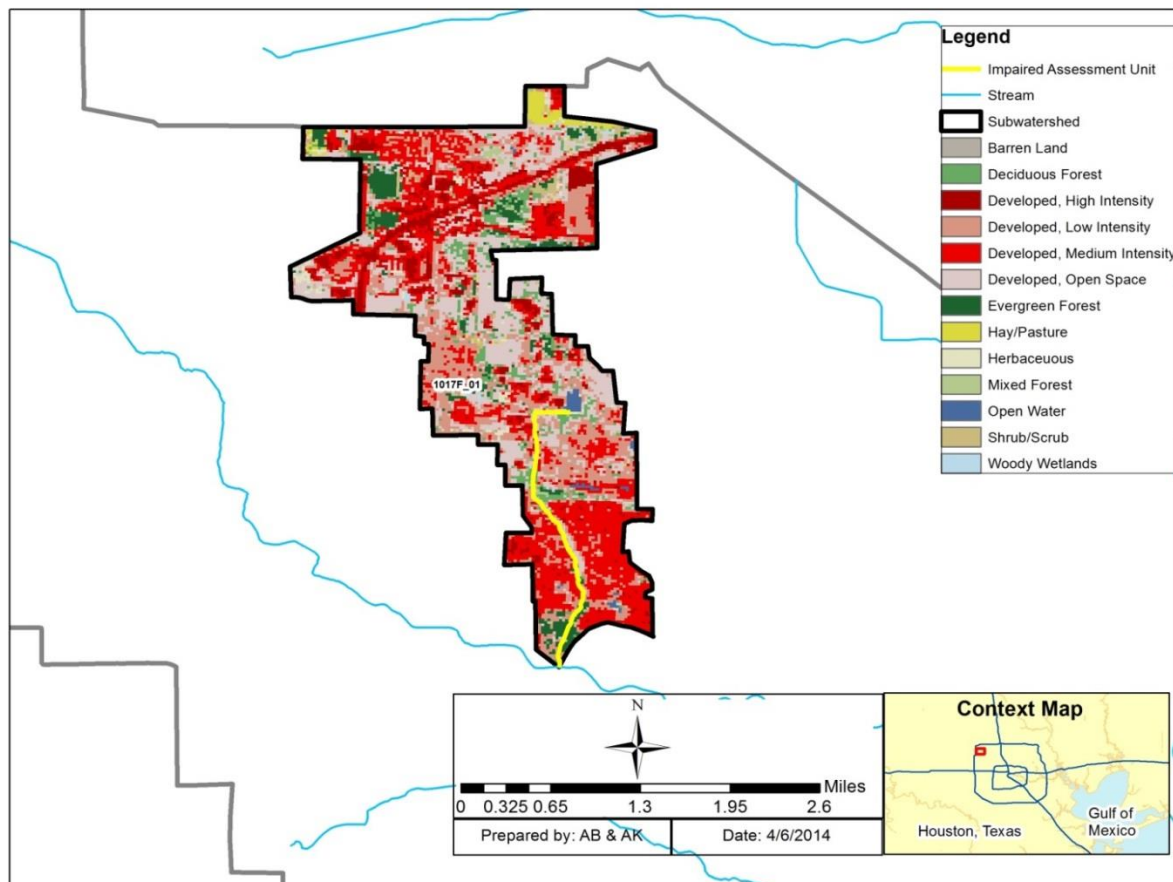 Legend
Impaired Assessment Unit
Stream
Subwatershed
Barren Land
Deciduous Forest
Developed, High Intensity
Developed, Low Intensity
Developed, Medium Intensity
Developed, Open Space
Evergreen Forest
Hay/Pasture
Herbaceuous
Mixed Forest
Open Water
Shrub/Scrub
Woody Wetlands
1017F_01
N
Miles
0 0.325 0.65 1.3 1.95 2.6
Prepared by: AB & AK
Date: 4/6/2014
Context Map
Houston, Texas
Gulf of
Mexico